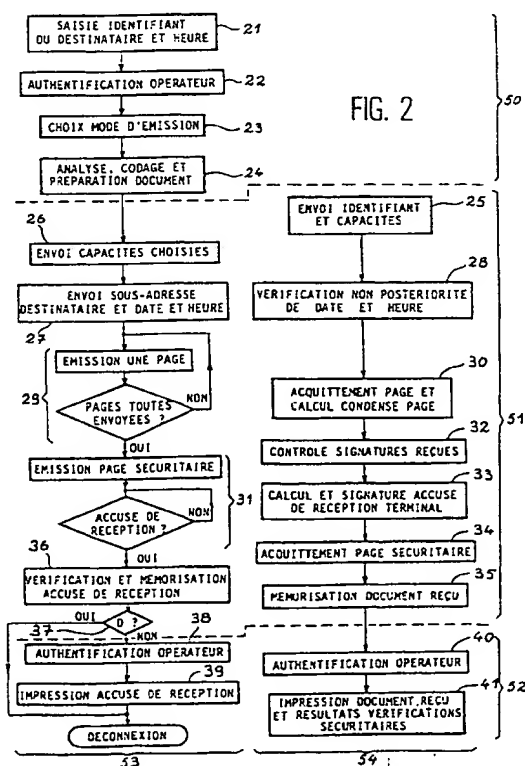 SAISIE IDENTIFIANT
DU DESTINATAIRE ET HEURE
21
AUTHENTIFICATION OPERATEUR
22
CHOIX MODE D'EMISSION
23
ANALYSE, CODAGE ET
PREPARATION DOCUMENT
24
FIG. 2
50
26
ENVOI CAPACITES CHOISIES
ENVOI SOUS-ADRESSE
DESTINATAIRE ET DATE ET HEURE
27
EMISSION UNE PAGE
29
PAGES TOUTES
ENVOYEES ?
NON
OUI
EMISSION PAGE SECURITAIRE
31
ACCUSE DE
RECEPTION ?
NON
OUI
36
VERIFICATION ET MEMORISATION
ACCUSE DE RECEPTION
OUI
D ?
37
NON
38
AUTHENTIFICATION OPERATEUR
39
IMPRESSION ACCUSE DE RECEPTION
DECONNEXION
53
ENVOI IDENTIFIANT
ET CAPACITES
25
28
VERIFICATION NON POSTERIORITE
DE DATE ET HEURE
30
ACQUITTEMENT PAGE ET
CALCUL CONDENSE PAGE
51
32
CONTROLE SIGNATURES REÇUES
33
CALCUL ET SIGNATURE ACCUSE
DE RECEPTION TERMINAL
34
ACQUITTEMENT PAGE SECURITAIRE
35
MEMORISATION DOCUMENT REÇU
40
AUTHENTIFICATION OPERATEUR
41
IMPRESSION DOCUMENT, REÇU
ET RESULTATS VERIFICATIONS
SECURITAIRES
52
54